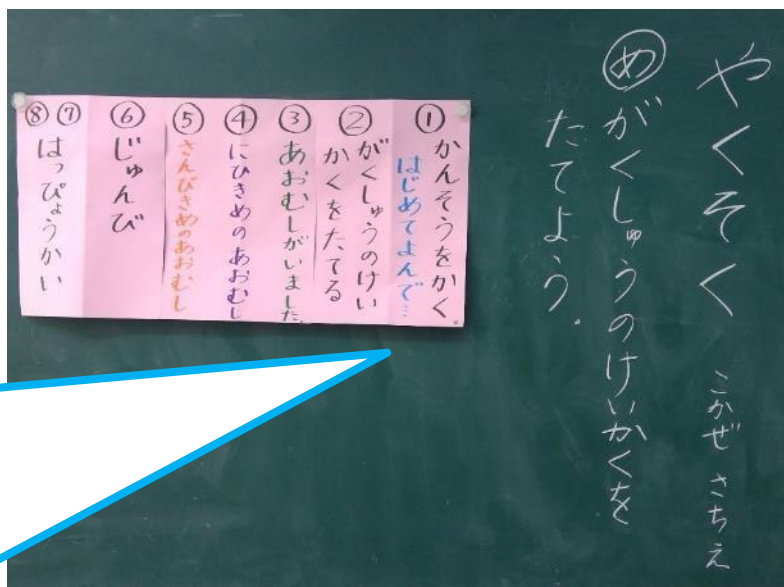 やくそく こかぜ さちえ
め がくしゅうのけいかくを
たてよう。
① かんそうをかく。
はじめてよんで…
② がくしゅうのけい
かくをたてる
③ あおむしがいました。
④ にひきめのあおむし
⑤ さんびきめのあおむし
⑥ じゅんび
⑦⑧ はっぴょうかい